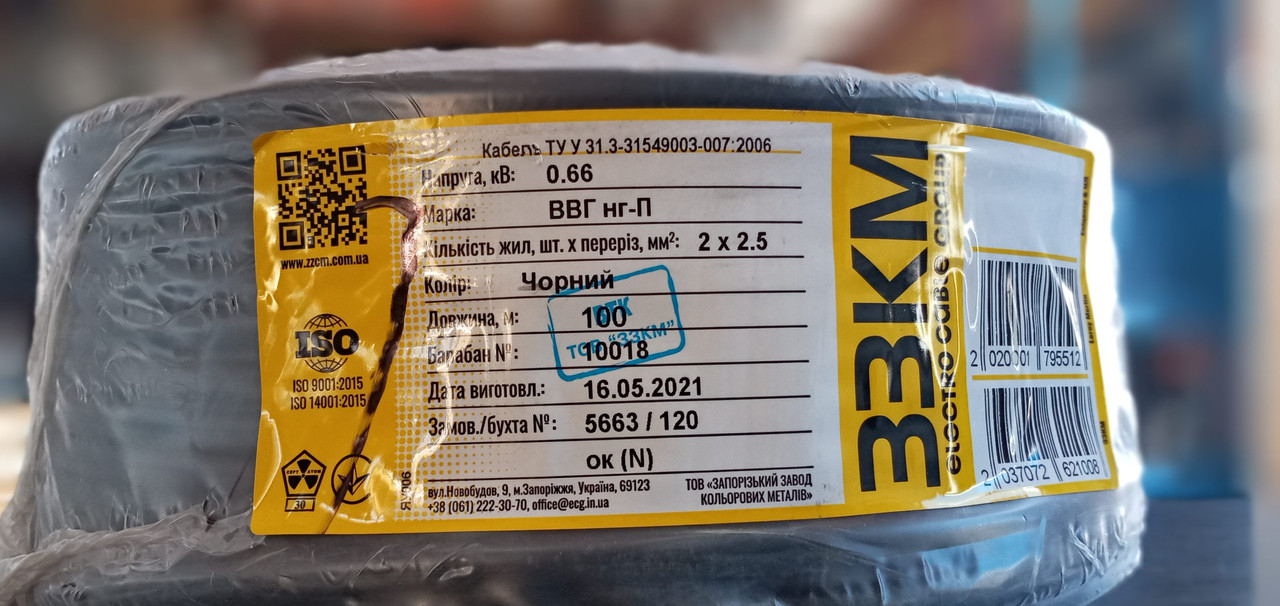 Кабель ТУ У 31.3-31549003-007:2006
Напруга, кВ: 0.66
Марка: ВВГ нг-П
Кількість жил, шт. х переріз, мм²: 2 x 2.5
Колір: Чорний
Довжина, м: 100
Барабан №: 10018
Дата виготовл.: 16.05.2021
Замов./бухта №: 5663 / 120
ок (N)
вул.Новобудов, 9, м.Запоріжжя, Україна, 69123
+38 (061) 222-30-70, office@ecg.in.ua
ТОВ «ЗАПОРІЗЬКИЙ ЗАВОД
КОЛЬОРОВИХ МЕТАЛІВ»
ВТК
ТОВ "ЗЗКМ"
www.zzcm.com.ua
ISO
ISO 9001:2015
ISO 14001:2015
СЕРТ. АТОМ
30
ЗЗКМ
eLectro caBLe GROUP
2 020001 795512
2 037072 621008